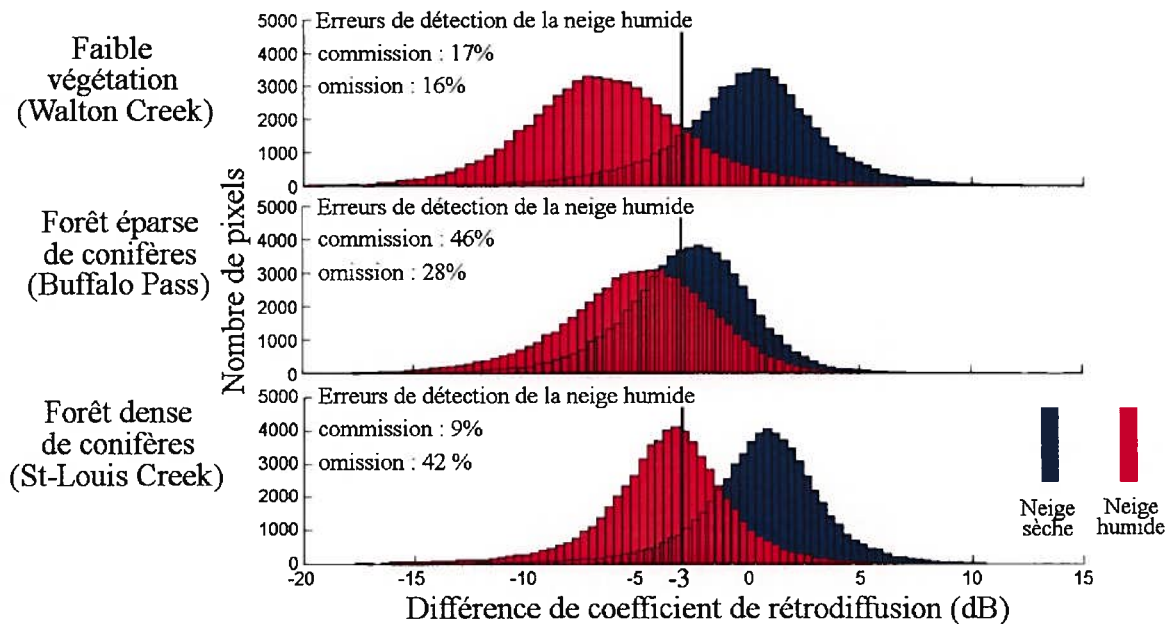 Faible
végétation
(Walton Creek)
5000
4000
3000
2000
1000
0
Erreurs de détection de la neige humide
commission : 17%
omission : 16%
-20
15
Forêt éparse
de conifères
(Buffalo Pass)
Nombre de pixels
5000
4000
3000
2000
1000
0
Erreurs de détection de la neige humide
commission : 46%
omission : 28%
Forêt dense
de conifères
(St-Louis Creek)
5000
4000
3000
2000
1000
0
Erreurs de détection de la neige humide
commission : 9%
omission : 42 %
-20
-15
-10
-5
-3
0
5
10
15
Différence de coefficient de rétrodiffusion (dB)
Neige
sèche
Neige
humide